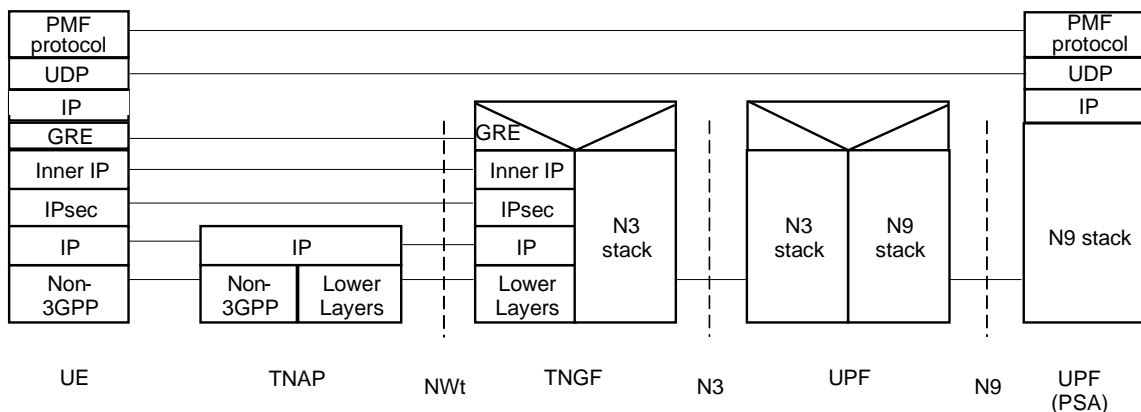 PMF
protocol
UDP
IP
GRE
Inner IP
IPsec
IP
Non-
3GPP
UE
IP
Non-
3GPP
Lower
Layers
TNAP
NWt
GRE
Inner IP
IPsec
IP
Lower
Layers
N3
stack
TNGF
N3
N3
stack
N9
stack
UPF
N9
PMF
protocol
UDP
IP
N9 stack
UPF
(PSA)